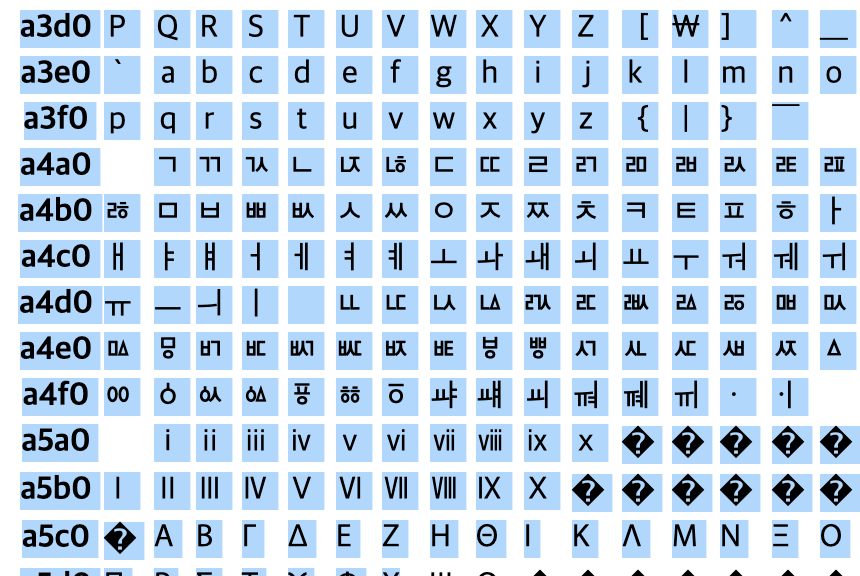 a3d0 P Q R S T U V W X Y Z [ ₩ ] ^ _
a3e0 ` a b c d e f g h i j k l m n o
a3f0 p q r s t u v w x y z { | } ‾
a4a0 ㄱ ㄲ ㄳ ㄴ ㄵ ㄶ ㄷ ㄸ ㄹ ㄺ ㄻ ㄼ ㄽ ㄾ ㄿ
a4b0 ㅀ ㅁ ㅂ ㅃ ㅄ ㅅ ㅆ ㅇ ㅈ ㅉ ㅊ ㅋ ㅌ ㅍ ㅎ ㅏ
a4c0 ㅐ ㅑ ㅒ ㅓ ㅔ ㅕ ㅖ ㅗ ㅘ ㅙ ㅚ ㅛ ㅜ ㅝ ㅞ ㅟ
a4d0 ㅠ ㅡ ㅢ ㅣ ㅥ ㅦ ㅧ ㅨ ㅩ ㅪ ㅫ ㅬ ㅭ ㅮ ㅯ
a4e0 ㅰ ㅱ ㅲ ㅳ ㅴ ㅵ ㅶ ㅷ ㅸ ㅹ ㅺ ㅻ ㅼ ㅽ ㅾ ㅿ
a4f0 ㆀ ㆁ ㆂ ㆃ ㆄ ㆅ ㆆ ㆇ ㆈ ㆉ ㆊ ㆋ ㆌ ㆍ ㆎ
a5a0 ⅰ ⅱ ⅲ ⅳ ⅴ ⅵ ⅶ ⅷ ⅸ ⅹ � � � � �
a5b0 Ⅰ Ⅱ Ⅲ Ⅳ Ⅴ Ⅵ Ⅶ Ⅷ Ⅸ Ⅹ � � � � � �
a5c0 � Α Β Γ Δ Ε Ζ Η Θ Ι Κ Λ Μ Ν Ξ Ο